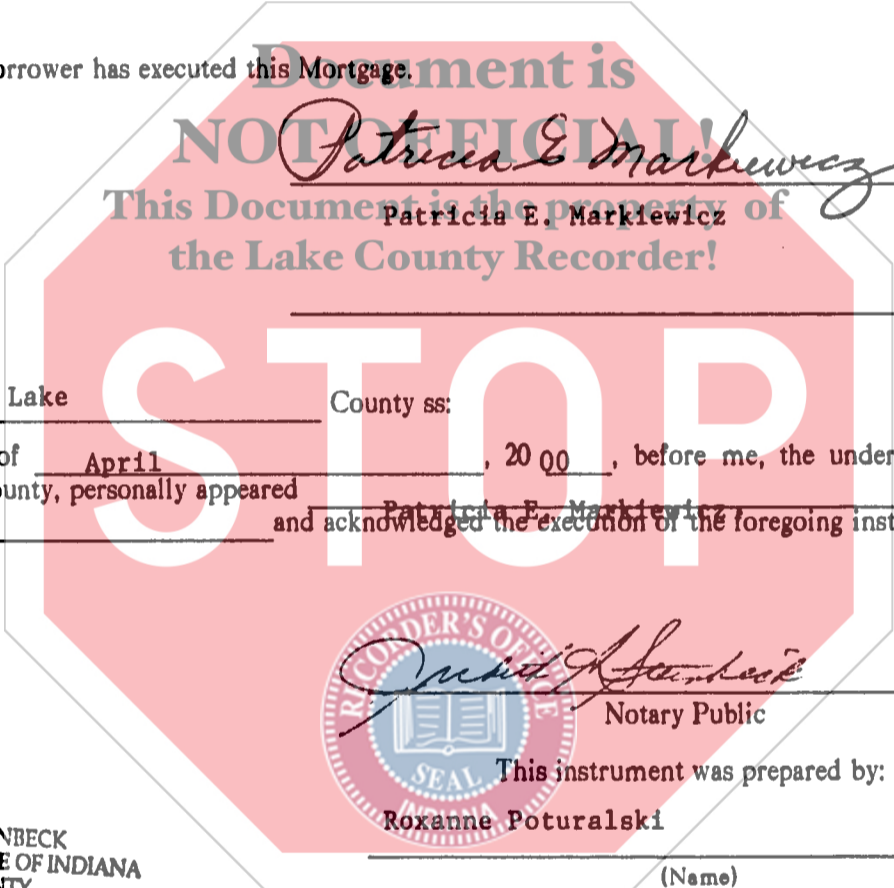 orrower has executed this Mortgage.
Document is
NOT OFFICIAL!
Patricia E Markiewicz
This Document is the property of
Patricia E. Markiewicz
the Lake County Recorder!
STOP
Lake County ss:
of April, 20 00, before me, the under
ounty, personally appeared
Patricia E. Markiewicz,
and acknowledged the execution of the foregoing inst
RECORDER'S OFFICE
SEAL
INDIANA
Notary Public
This instrument was prepared by:
Roxanne Poturalski
(Name)
NBECK
E OF INDIANA
NTY